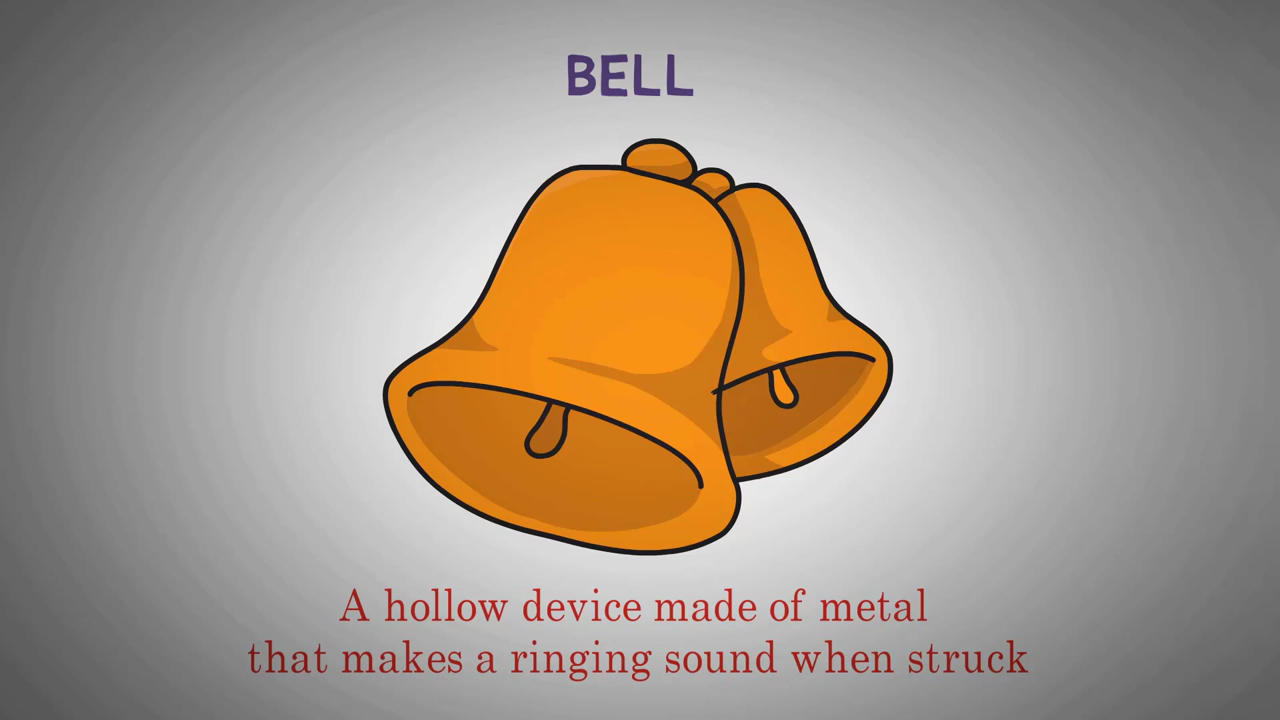 BELL
A hollow device made of metal
that makes a ringing sound when struck